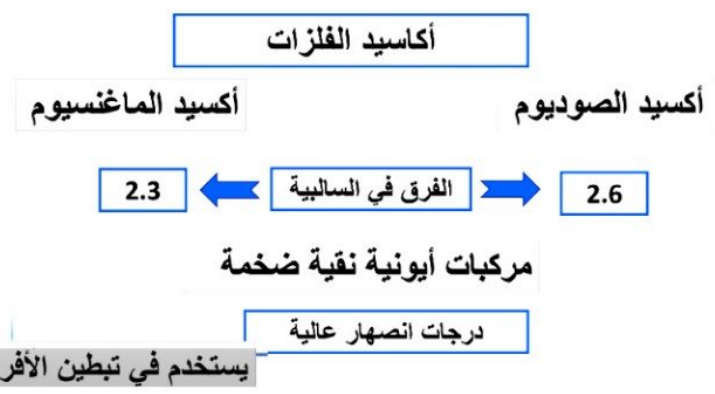 أكاسيد الفلزات
أكسيد الصوديوم
أكسيد الماغنسيوم
2.6
الفرق في السالبية
2.3
مركبات أيونية نقية ضخمة
درجات انصهار عالية
يستخدم في تبطين